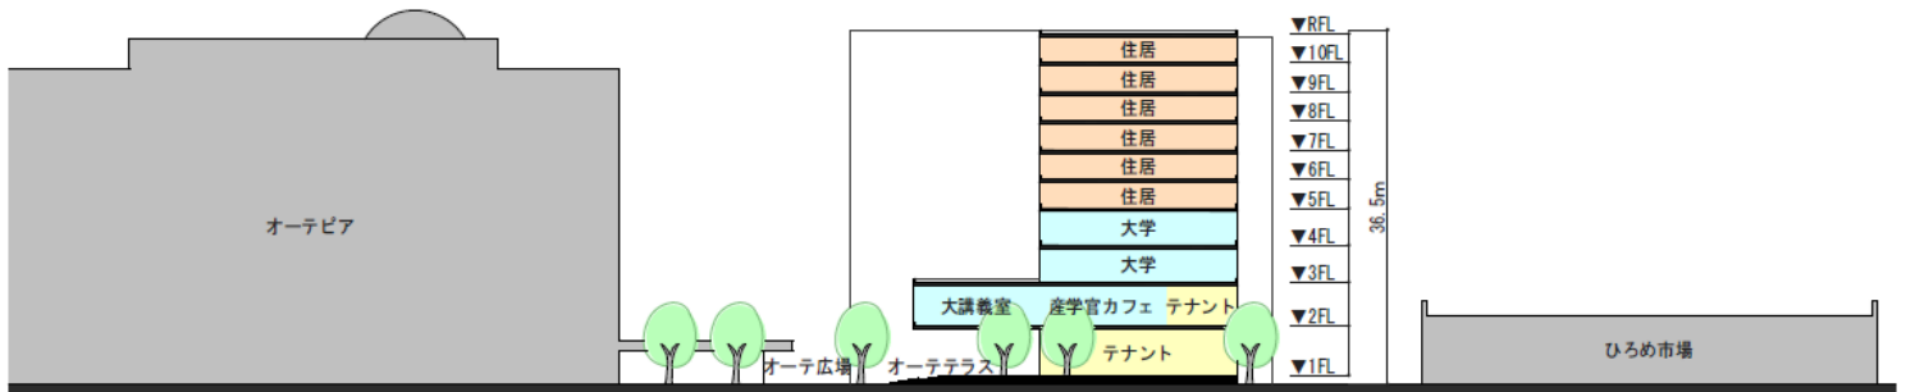 オーテピア
オーテ広場
オーテテラス
住居
住居
住居
住居
住居
住居
大学
大学
大講義室 産学官カフェ テナント
テナント
▼RFL
▼10FL
▼9FL
▼8FL
▼7FL
▼6FL
▼5FL
▼4FL
▼3FL
▼2FL
▼1FL
36.5m
ひろめ市場